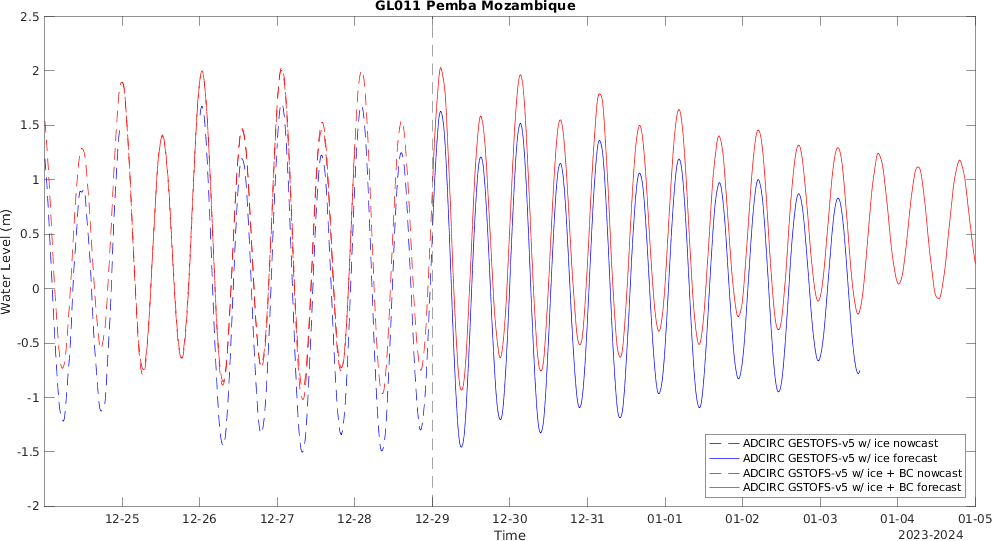 GL011 Pemba Mozambique
2.5
2
1.5
1
0.5
0
-0.5
-1
-1.5
-2
Water Level (m)
ADCIRC GESTOFS-v5 w/ ice nowcast
ADCIRC GESTOFS-v5 w/ ice forecast
ADCIRC GSTOFS-v5 w/ ice + BC nowcast
ADCIRC GSTOFS-v5 w/ ice + BC forecast
12-25 12-26 12-27 12-28 12-29 12-30 12-31 01-01 01-02 01-03 01-04 01-05
Time
2023-2024